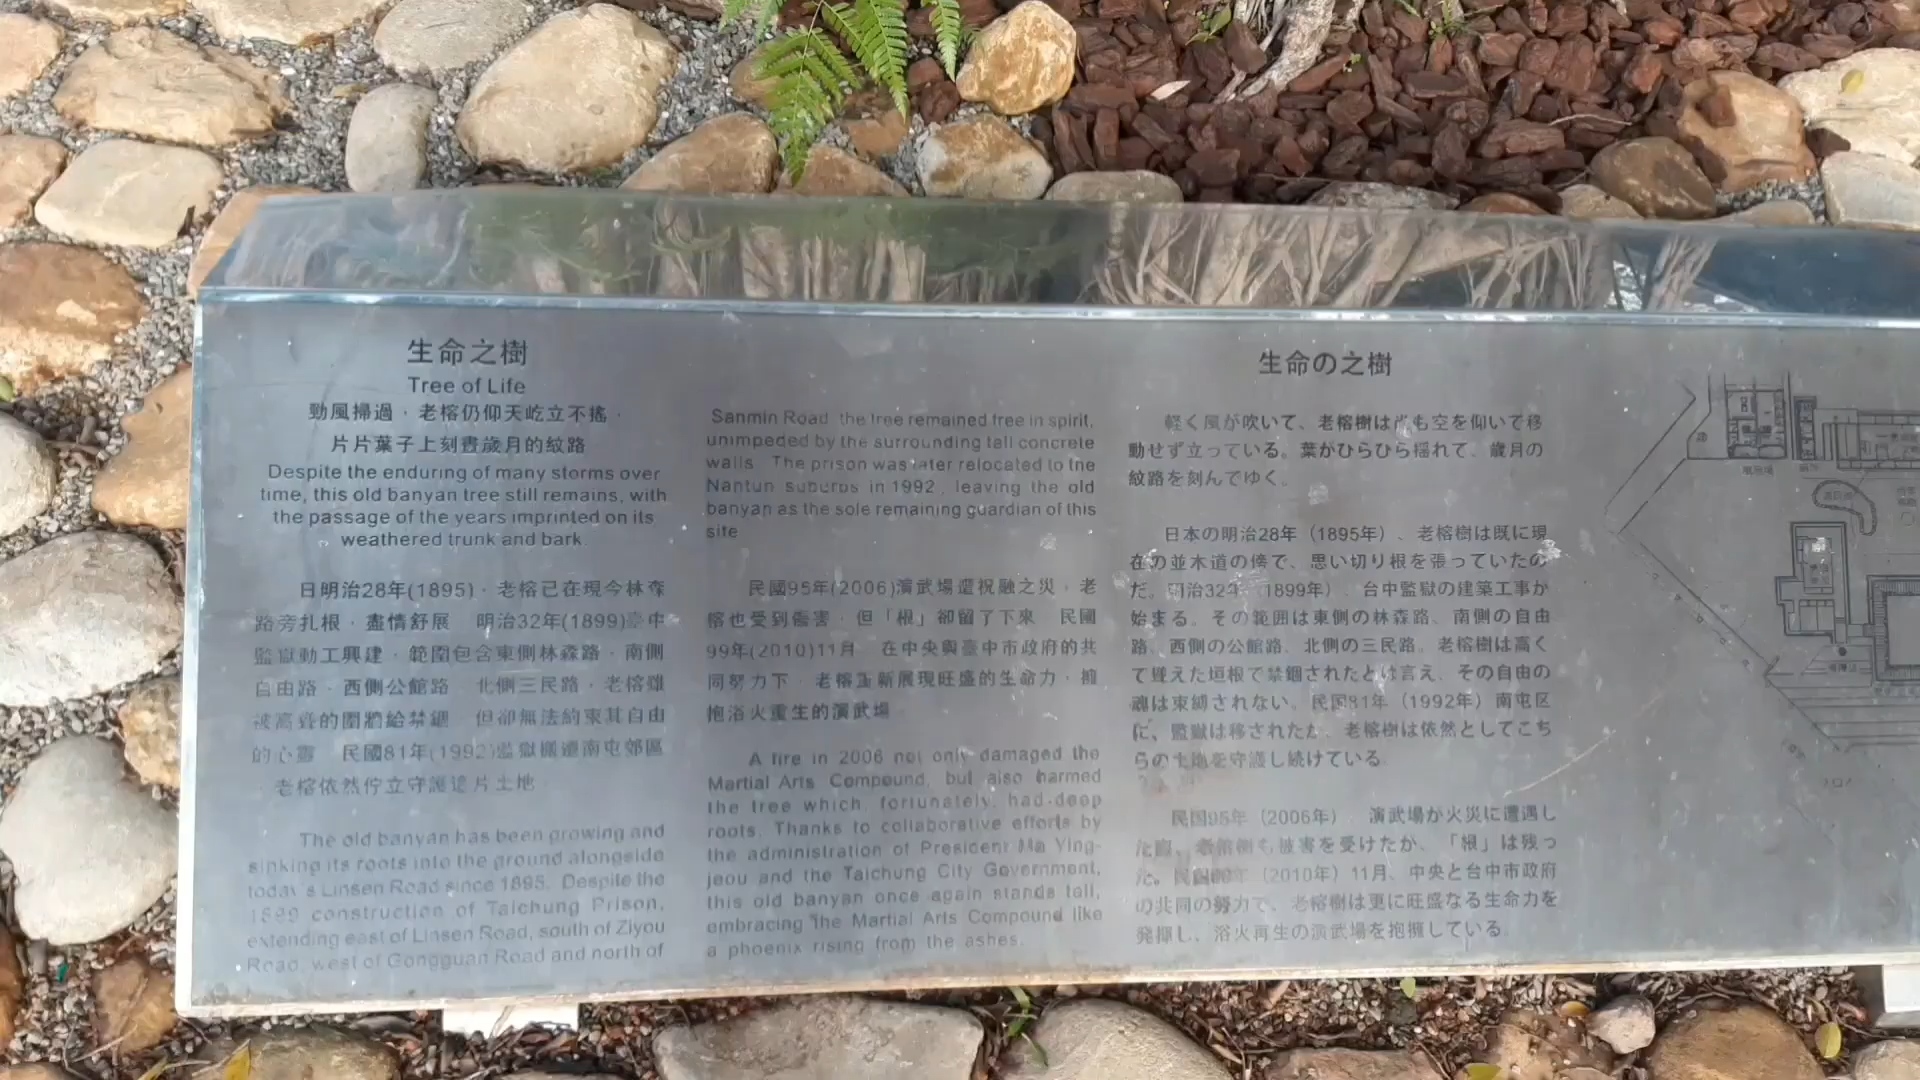 生命之樹
Tree of Life
勁風掃過，老榕仍仰天屹立不搖，
片片葉子上刻畫歲月的紋路
Despite the enduring of many storms over
time, this old banyan tree still remains, with
the passage of the years imprinted on its
weathered trunk and bark.
日明治28年(1895)，老榕已在現今林森
路旁扎根，盡情舒展 明治32年(1899)臺中
監獄動工興建，範圍包含東側林森路，南側
自由路，西側公館路 北側三民路，老榕雖
被高聳的圍牆給禁錮 但卻無法約束其自由
的心靈 民國81年(1992)監獄搬遷南屯郊區
老榕依然佇立守護這片土地
The old banyan has been growing and
sinking its roots into the ground alongside
today's Linsen Road since 1895. Despite the
1899 construction of Taichung Prison,
extending east of Linsen Road, south of Ziyou
Road, west of Gongguan Road and north of
Sanmin Road, the tree remained free in spirit,
unimpeded by the surrounding tall concrete
walls. The prison was later relocated to the
Nantun suburbs in 1992, leaving the old
banyan as the sole remaining guardian of this
site
民國95年(2006)演武場遭祝融之災，老
榕也受到傷害，但「根」卻留了下來 民國
99年(2010)11月 在中央與臺中市政府的共
同努力下，老榕重新展現旺盛的生命力，擁
抱浴火重生的演武場
A fire in 2006 not only damaged the
Martial Arts Compound, but also harmed
the tree which, fortunately, had deep
roots. Thanks to collaborative efforts by
the administration of President Ma Ying-
jeou and the Taichung City Government,
this old banyan once again stands tall,
embracing the Martial Arts Compound like
a phoenix rising from the ashes.
生命の之樹
軽く風が吹いて、老榕樹は尚も空を仰いで移
動せず立っている。葉がひらひら揺れて、歳月の
紋路を刻んでゆく。
日本の明治28年（1895年）、老榕樹は既に現
在の並木道の傍で、思い切り根を張っていたの
だ。明治32年（1899年）、台中監獄の建築工事が
始まる。その範囲は東側の林森路、南側の自由
路、西側の公館路、北側の三民路。老榕樹は高く
て聳えた垣根で禁錮されたとは言え、その自由の
魂は束縛されない。民国81年（1992年）南屯区
に、監獄は移されたが、老榕樹は依然としてこち
らの土地を守護し続けている。
民国95年（2006年）、演武場が火災に遭遇し
老榕樹も被害を受けたが、「根」は残っ
た。民国99年（2010年）11月、中央と台中市政府
の共同の努力で、老榕樹は更に旺盛なる生命力を
発揮し、浴火再生の演武場を抱擁している。